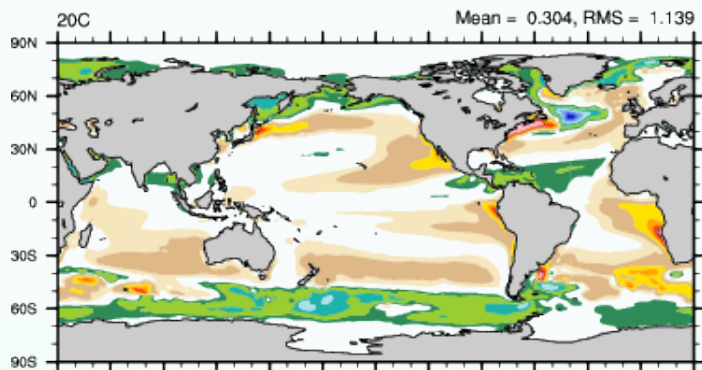 20C
Mean = 0.304, RMS = 1.139
90N
60N
30N
0
30S
60S
90S